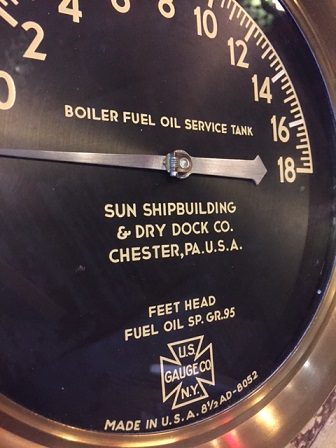 0 2 4 6 8 10 12 14 16 18
BOILER FUEL OIL SERVICE TANK
SUN SHIPBUILDING
& DRY DOCK CO.
CHESTER, PA. U.S.A.
FEET HEAD
FUEL OIL SP. GR. 95
U.S.
GAUGE CO
N.Y.
MADE IN U.S.A. 8½ AD-8052